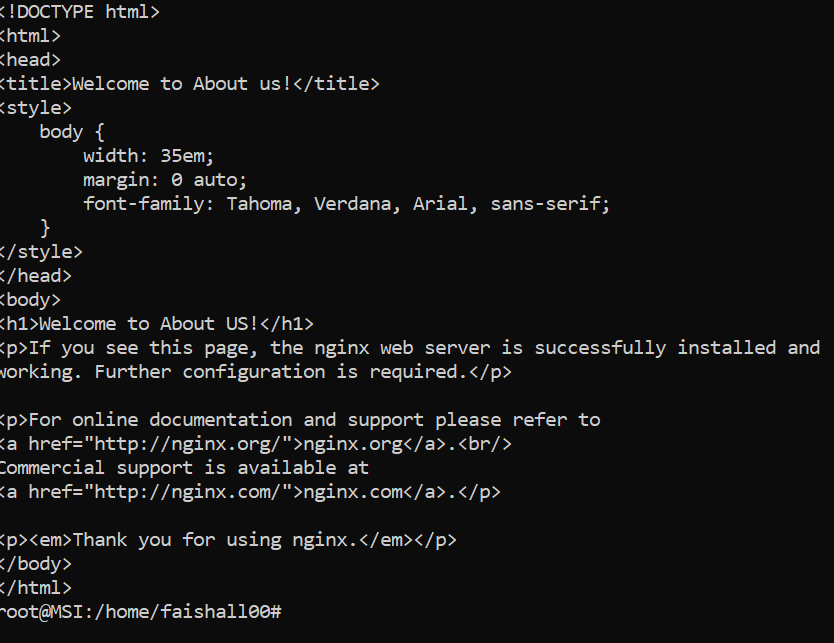 <!DOCTYPE html>
<html>
<head>
<title>Welcome to About us!</title>
<style>
    body {
        width: 35em;
        margin: 0 auto;
        font-family: Tahoma, Verdana, Arial, sans-serif;
    }
</style>
</head>
<body>
<h1>Welcome to About US!</h1>
<p>If you see this page, the nginx web server is successfully installed and
working. Further configuration is required.</p>

<p>For online documentation and support please refer to
<a href="http://nginx.org/">nginx.org</a>.<br/>
Commercial support is available at
<a href="http://nginx.com/">nginx.com</a>.</p>

<p><em>Thank you for using nginx.</em></p>
</body>
</html>
root@MSI:/home/faishall00#